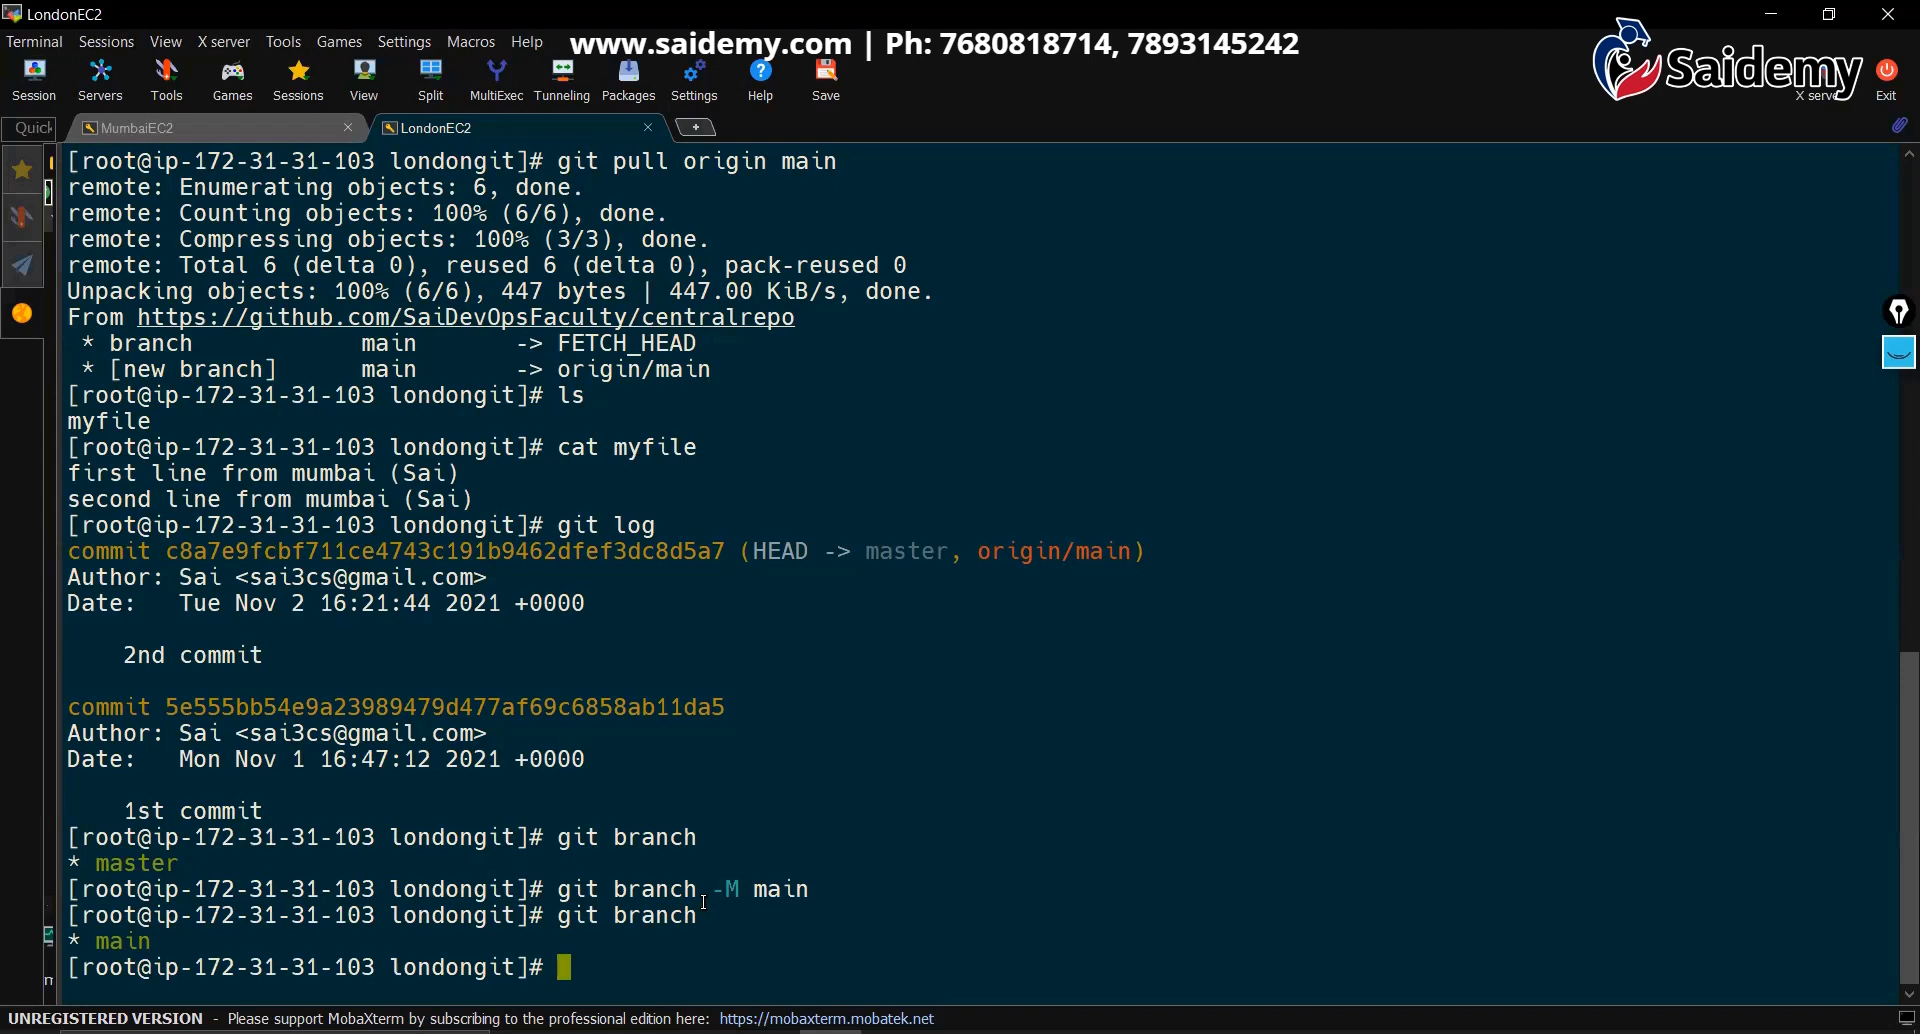 LondonEC2
Terminal Sessions View X server Tools Games Settings Macros Help
www.saidemy.com | Ph: 7680818714, 7893145242
Saidemy
Session Servers Tools Games Sessions View Split MultiExec Tunneling Packages Settings Help Save X serve Exit
Quick MumbaiEC2 LondonEC2
[root@ip-172-31-31-103 londongit]# git pull origin main
remote: Enumerating objects: 6, done.
remote: Counting objects: 100% (6/6), done.
remote: Compressing objects: 100% (3/3), done.
remote: Total 6 (delta 0), reused 6 (delta 0), pack-reused 0
Unpacking objects: 100% (6/6), 447 bytes | 447.00 KiB/s, done.
From https://github.com/SaiDevOpsFaculty/centralrepo
* branch main -> FETCH_HEAD
* [new branch] main -> origin/main
[root@ip-172-31-31-103 londongit]# ls
myfile
[root@ip-172-31-31-103 londongit]# cat myfile
first line from mumbai (Sai)
second line from mumbai (Sai)
[root@ip-172-31-31-103 londongit]# git log
commit c8a7e9fcbf711ce4743c191b9462dfef3dc8d5a7 (HEAD -> master, origin/main)
Author: Sai <sai3cs@gmail.com>
Date: Tue Nov 2 16:21:44 2021 +0000
2nd commit
commit 5e555bb54e9a23989479d477af69c6858ab11da5
Author: Sai <sai3cs@gmail.com>
Date: Mon Nov 1 16:47:12 2021 +0000
1st commit
[root@ip-172-31-31-103 londongit]# git branch
* master
[root@ip-172-31-31-103 londongit]# git branch -M main
[root@ip-172-31-31-103 londongit]# git branch
* main
[root@ip-172-31-31-103 londongit]#
UNREGISTERED VERSION - Please support MobaXterm by subscribing to the professional edition here: https://mobaxterm.mobatek.net